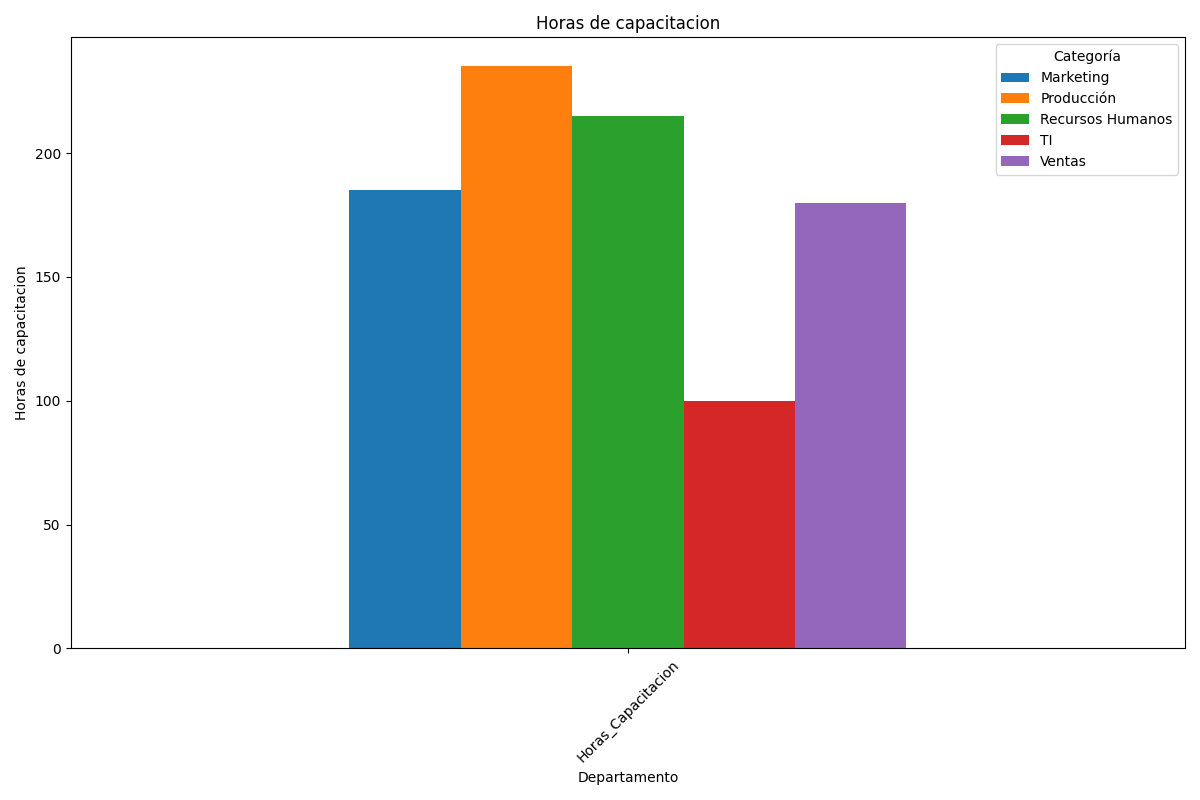 Horas de capacitacion
Categoría
Marketing
Producción
Recursos Humanos
TI
Ventas
Horas de capacitacion
200
150
100
50
0
Horas_Capacitacion
Departamento